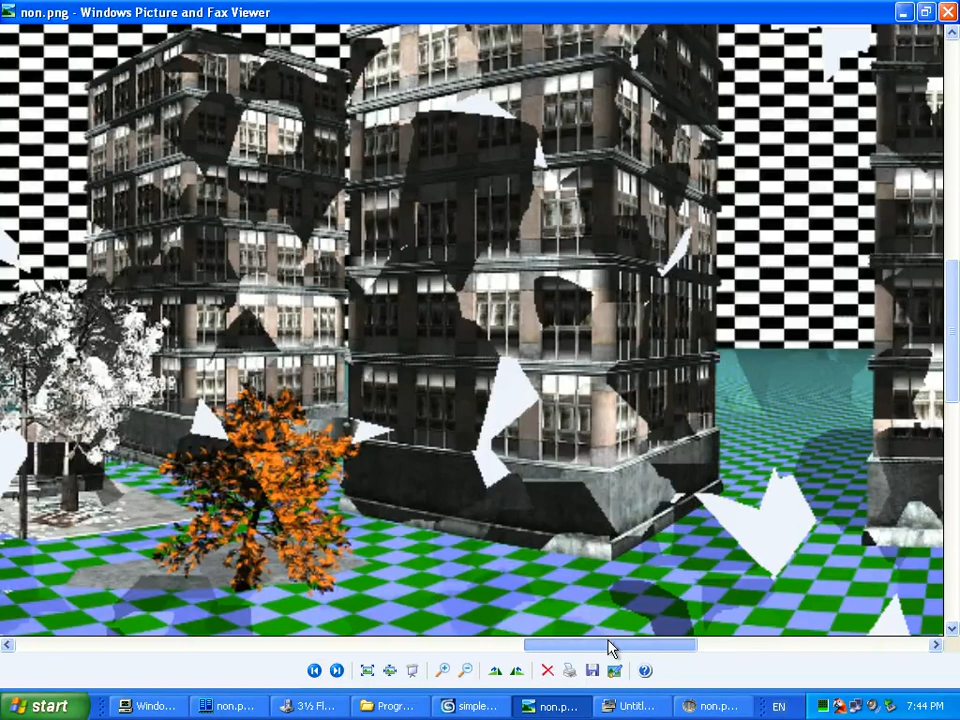 non.png - Windows Picture and Fax Viewer
start
Windo...
non.p...
3½ Fl...
Progr...
simple...
non.p...
Untitl...
non.p...
EN
7:44 PM